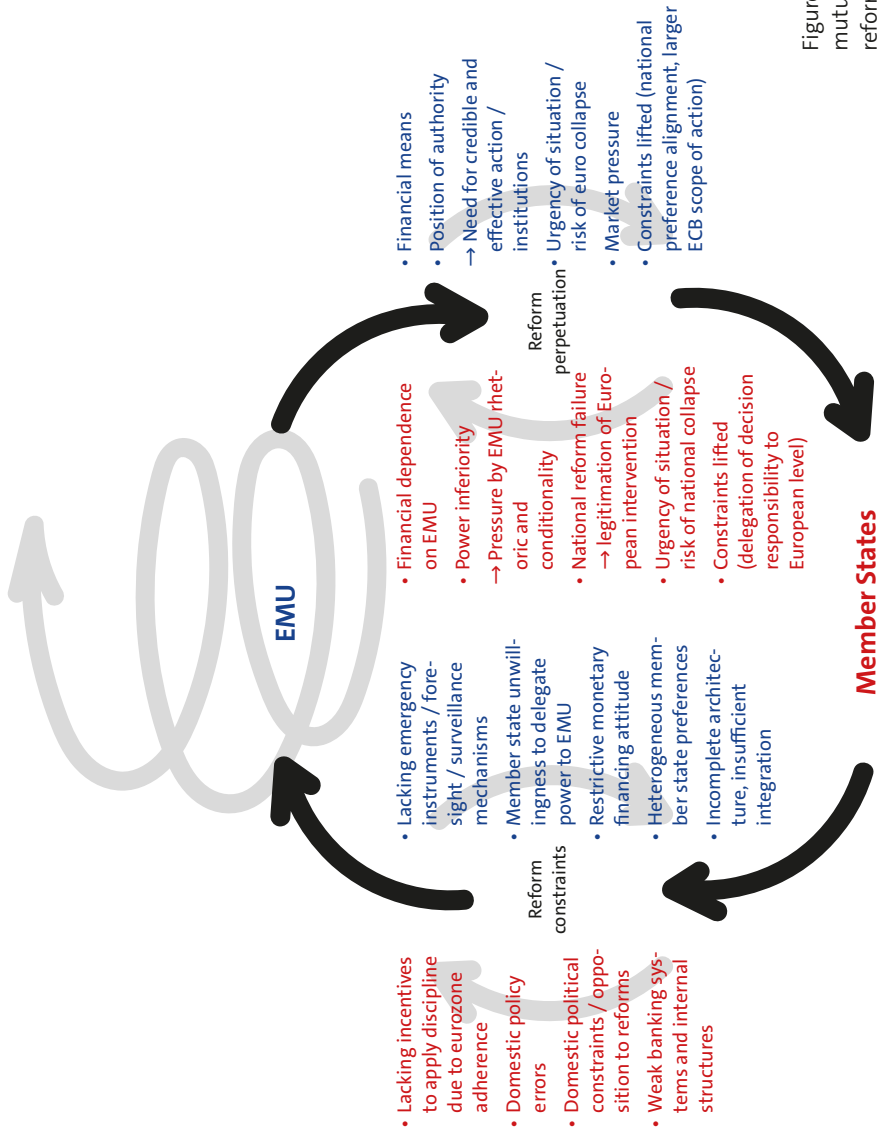 EMU
• Lacking incentives
to apply discipline
due to eurozone
adherence
• Domestic policy
errors
• Domestic political
constraints / oppo-
sition to reforms
• Weak banking sys-
tems and internal
structures
Reform
constraints
• Lacking emergency
instruments / fore-
sight / surveillance
mechanisms
• Member state unwill-
ingness to delegate
power to EMU
• Restrictive monetary
financing attitude
• Heterogeneous mem-
ber state preferences
• Incomplete architec-
ture, insufficient
integration
• Financial dependence
on EMU
• Power inferiority
→ Pressure by EMU rhet-
oric and
conditionality
• National reform failure
→ legitimation of Euro-
pean intervention
• Urgency of situation /
risk of national collapse
• Constraints lifted
(delegation of decision
responsibility to
European level)
Reform
perpetuation
• Financial means
• Position of authority
→ Need for credible and
effective action /
institutions
• Urgency of situation /
risk of euro collapse
• Market pressure
• Constraints lifted (national
preference alignment, larger
ECB scope of action)
Member States
Figure
mutu
reform